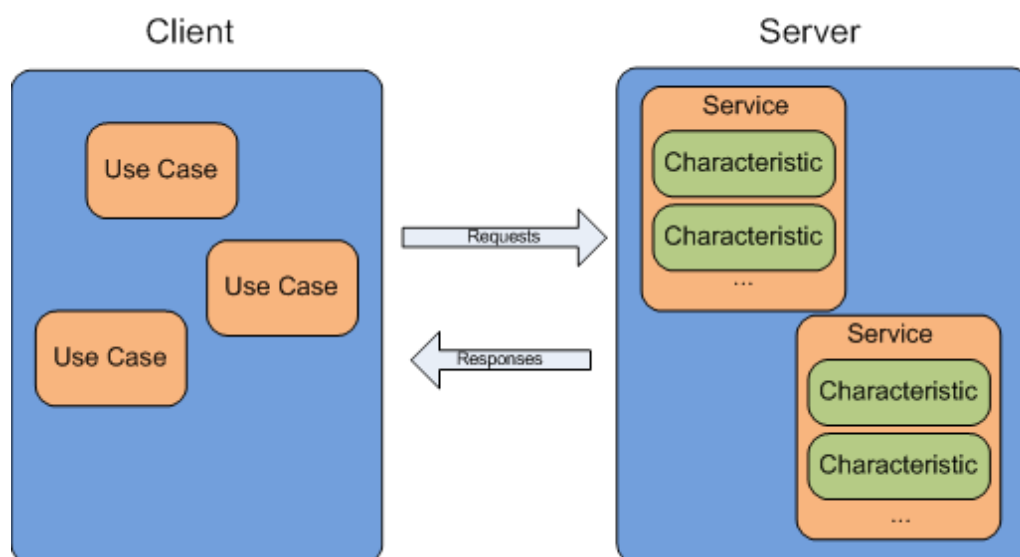 Client
Server
Use Case
Use Case
Use Case
Requests
Responses
Service
Characteristic
Characteristic
...
Service
Characteristic
Characteristic
...